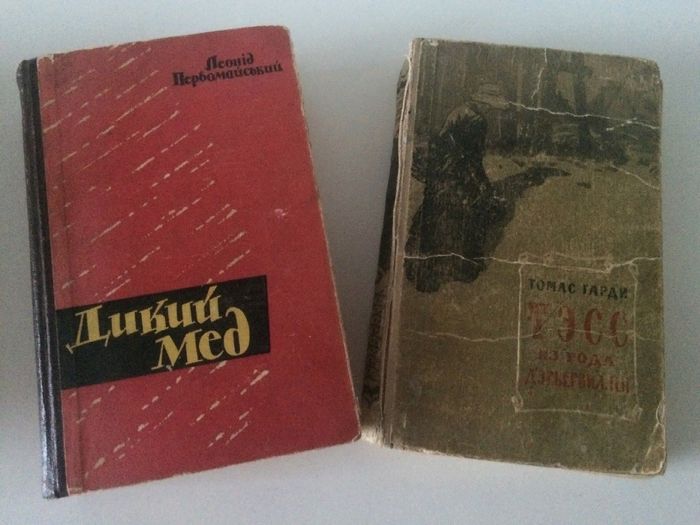 Леонід
Первомайський
Дикий
мед
ТОМАС ГАРДИ
ТЭСС
ИЗ РОДА
Д'ЭРБЕРВИЛЛЕЙ